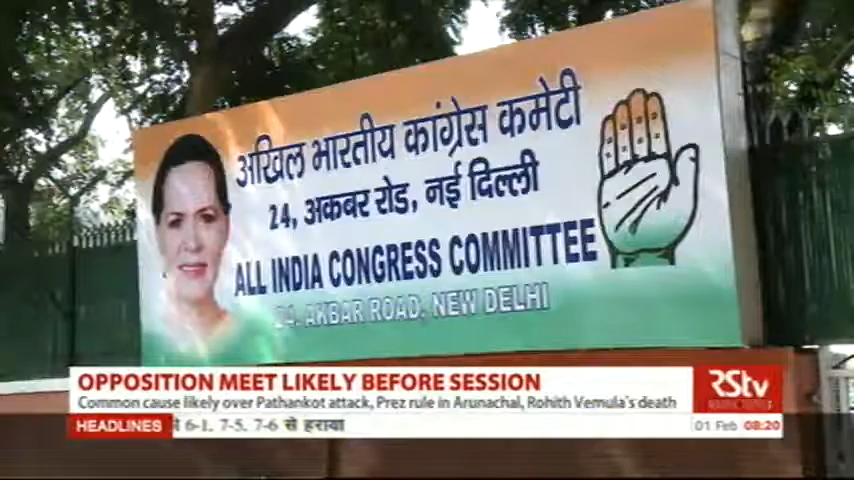 अखिल भारतीय कांग्रेस कमेटी
24, अकबर रोड, नई दिल्ली
ALL INDIA CONGRESS COMMITTEE
24, AKBAR ROAD, NEW DELHI
OPPOSITION MEET LIKELY BEFORE SESSION
Common cause likely over Pathankot attack, Prez rule in Arunachal, Rohith Vemula's death
RStv
HEADLINES
6-1, 7-5, 7-6 से हराया
01 Feb 08:20